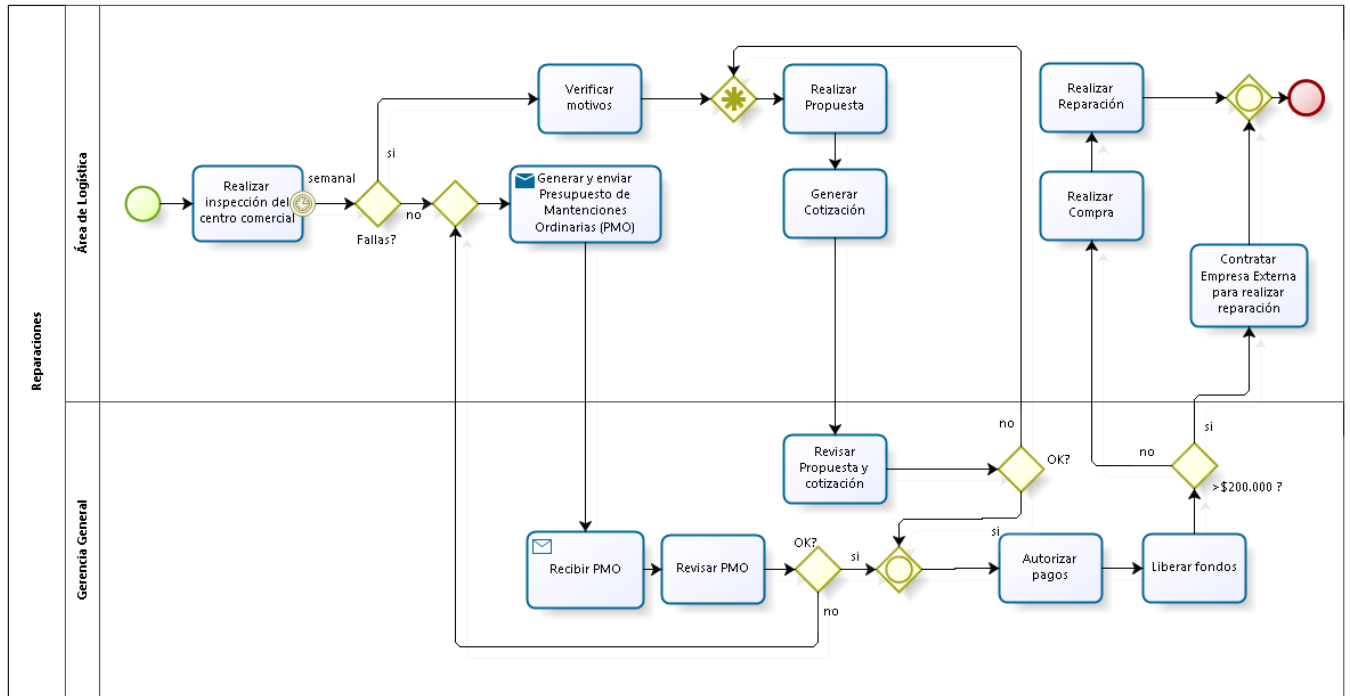 Reparaciones
Área de Logística
Realizar
inspección del
centro comercial
semanal
Fallas?
si
no
Verificar
motivos
Generar y enviar
Presupuesto de
Mantenciones
Ordinarias (PMO)
Realizar
Propuesta
Generar
Cotización
Realizar
Reparación
Realizar
Compra
Contratar
Empresa Externa
para realizar
reparación
Gerencia General
Revisar
Propuesta y
cotización
OK?
no
si
Recibir PMO
Revisar PMO
OK?
si
no
Autorizar
pagos
Liberar fondos
>$200.000 ?
no
si